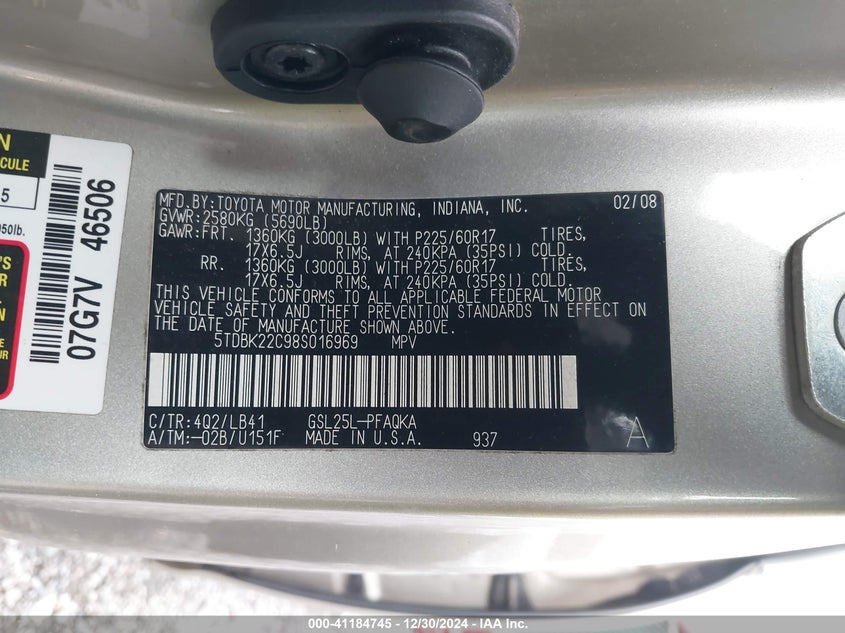 N
CULE
5
950lb.
'S
R
L.
E
UR
07G7V 46506
MFD.BY:TOYOTA MOTOR MANUFACTURING, INDIANA, INC. 02/08
GVWR:2580KG (5690LB)
GAWR:FRT. 1360KG (3000LB) WITH P225/60R17 TIRES,
17X6.5J RIMS, AT 240KPA (35PSI) COLD.
RR. 1360KG (3000LB) WITH P225/60R17 TIRES,
17X6.5J RIMS, AT 240KPA (35PSI) COLD.
THIS VEHICLE CONFORMS TO ALL APPLICABLE FEDERAL MOTOR
VEHICLE SAFETY AND THEFT PREVENTION STANDARDS IN EFFECT ON
THE DATE OF MANUFACTURE SHOWN ABOVE.
5TDBK22C98S016969 MPV
C/TR:4Q2/LB41 GSL25L-PFAQKA
A/TM:-02B/U151F MADE IN U.S.A. 937 A
000-41184745 - 12/30/2024 - IAA Inc.